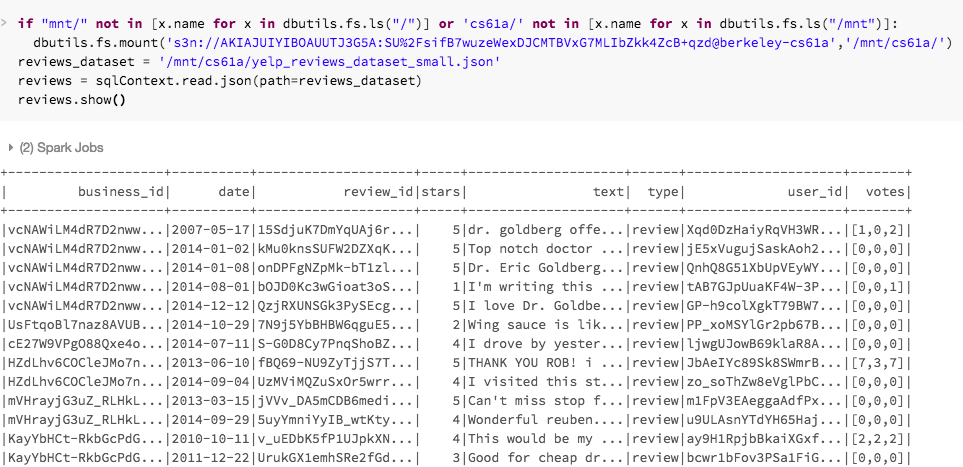 if "mnt/" not in [x.name for x in dbutils.fs.ls("/")] or 'cs61a/' not in [x.name for x in dbutils.fs.ls("/mnt")]:
dbutils.fs.mount('s3n://AKIAJUIYIBOAUUTJ3G5A:SU%2FsifB7wuzeWexDJCMTBVxG7MLIbZkk4ZcB+qzd@berkeley-cs61a','/mnt/cs61a/')
reviews_dataset = '/mnt/cs61a/yelp_reviews_dataset_small.json'
reviews = sqlContext.read.json(path=reviews_dataset)
reviews.show()
(2) Spark Jobs
+--------------------+----------+--------------------+-----+--------------------+------+--------------------+-------+
| business_id| date| review_id|stars| text| type| user_id| votes|
+--------------------+----------+--------------------+-----+--------------------+------+--------------------+-------+
|vcNAWiLM4dR7D2nww...|2007-05-17|15SdjuK7DmYqUAj6r...| 5|dr. goldberg offe...|review|Xqd0DzHaiyRqVH3WR...|[1,0,2]|
|vcNAWiLM4dR7D2nww...|2014-01-02|kMu0knsSUFW2DZXqK...| 5|Top notch doctor ...|review|jE5xVugujSaskAoh2...|[0,0,0]|
|vcNAWiLM4dR7D2nww...|2014-01-08|onDPFgNZpMk-bT1zl...| 5|Dr. Eric Goldberg...|review|QnhQ8G51XbUpVEyWY...|[0,0,0]|
|vcNAWiLM4dR7D2nww...|2014-08-01|bOJD0Kc3wGioat3oS...| 1|I'm writing this ...|review|tAB7GJpUuaKF4W-3P...|[0,0,1]|
|vcNAWiLM4dR7D2nww...|2014-12-12|QzjRXUNSGk3PySEcg...| 5|I love Dr. Goldbe...|review|GP-h9colXgkT79BW7...|[0,0,0]|
|UsFtqoBl7naz8AVUB...|2014-10-29|7N9j5YbBHBW6qguE5...| 2|Wing sauce is lik...|review|PP_xoMSYlGr2pb67B...|[0,0,0]|
|cE27W9VPgO88Qxe4o...|2014-07-11|S-G0D8Cy7PnqShoBZ...| 4|I drove by yester...|review|ljwgUJowB69klaR8A...|[0,0,0]|
|HZdLhv6COCleJMo7n...|2013-06-10|fBQ69-NU9ZyTjjS7T...| 5|THANK YOU ROB! i ...|review|JbAeIYc89Sk8SWmrB...|[7,3,7]|
|HZdLhv6COCleJMo7n...|2014-09-04|UzMViMQZuSxOr5wrr...| 4|I visited this st...|review|zo_soThZw8eVglPbC...|[0,0,0]|
|mVHrayjG3uZ_RLHkL...|2013-03-15|jVVv_DA5mCDB6medi...| 5|Can't miss stop f...|review|m1FpV3EAeggaAdfPx...|[0,0,0]|
|mVHrayjG3uZ_RLHkL...|2014-09-29|5uyYmniYyIB_wtKty...| 4|Wonderful reuben....|review|u9ULAsnYTdYH65Haj...|[0,0,0]|
|KayYbHCt-RkbGcPdG...|2010-10-11|v_uEDbK5fP1UJpkXN...| 4|This would be my ...|review|ay9H1RpjbBkaiXGxf...|[2,2,2]|
|KayYbHCt-RkbGcPdG...|2011-12-22|UrukGX1emhSRe2fGd...| 3|Good for cheap dr...|review|bcwr1bFov3PSa1FiG...|[0,0,0]|